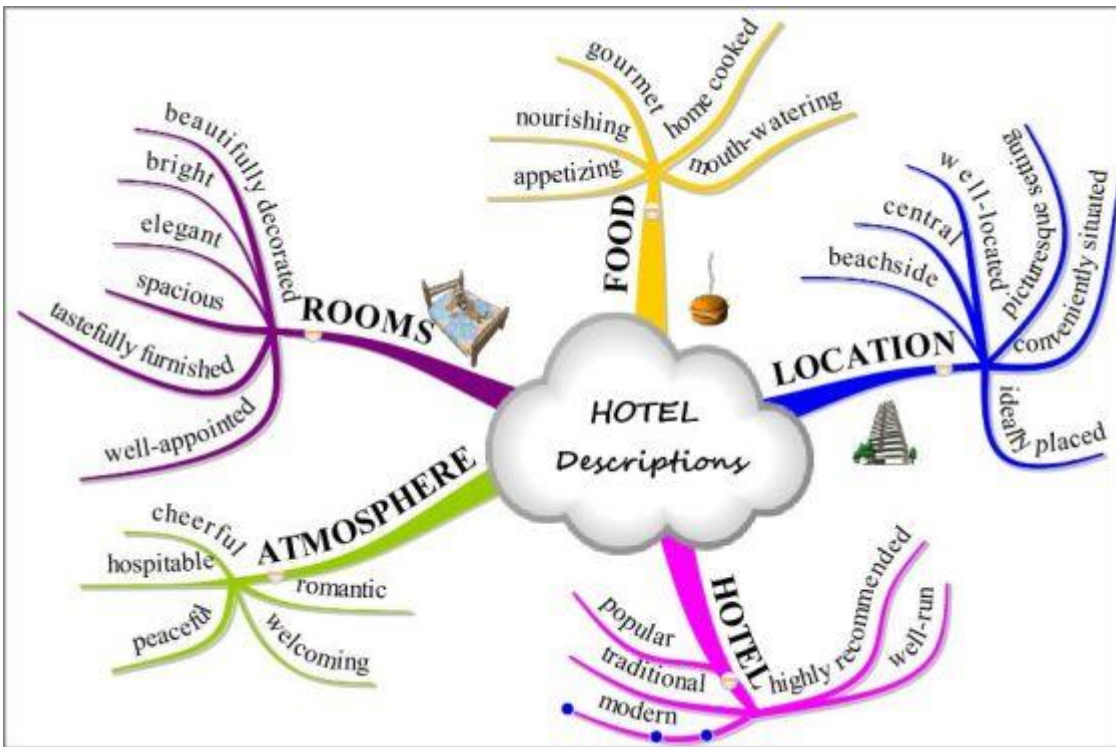 HOTEL
Descriptions
FOOD
gourmet
home cooked
nourishing
mouth-watering
appetizing
LOCATION
well-located
picturesque setting
central
conveniently situated
beachside
ideally placed
HOTEL
highly recommended
well-run
popular
traditional
modern
ATMOSPHERE
cheerful
hospitable
peaceful
romantic
welcoming
ROOMS
beautifully decorated
bright
elegant
spacious
tastefully furnished
well-appointed